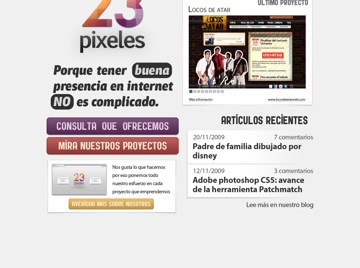 23
pixeles
Porque tener buena
presencia en internet
NO es complicado.
CONSULTA QUE OFRECEMOS
MIRA NUESTROS PROYECTOS
Nos gusta lo que hacemos
por eso ponemos todo
nuestro esfuerzo en cada
proyecto que emprendemos
AVERIGUA MAS SOBRE NOSOTROS
ULTIMO PROYECTO
LOCOS DE ATAR
Mas informacion
ARTICULOS RECIENTES
20/11/2009 7 comentarios
Padre de familia dibujado por
disney
12/11/2009 3 comentarios
Adobe photoshop CS5: avance
de la herramienta Patchmatch
Lee más en nuestro blog